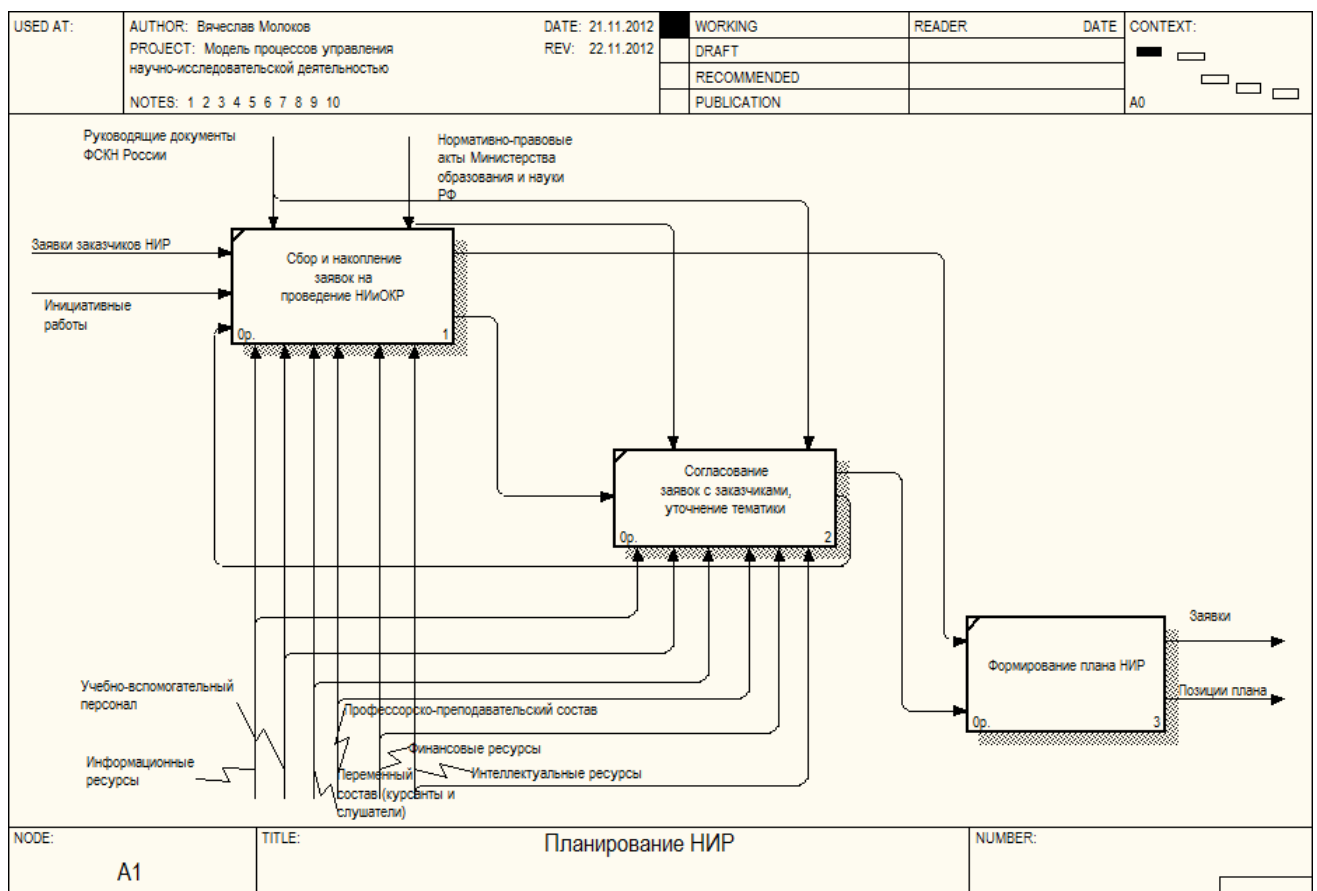 USED AT:
AUTHOR: Вячеслав Молоков
DATE: 21.11.2012
WORKING
READER
DATE
CONTEXT:
PROJECT: Модель процессов управления
REV: 22.11.2012
DRAFT
научно-исследовательской деятельностью
RECOMMENDED
NOTES: 1 2 3 4 5 6 7 8 9 10
PUBLICATION
A0
Руководящие документы
ФСКН России
Нормативно-правовые
акты Министерства
образования и науки
РФ
Заявки заказчиков НИР
Инициативные
работы
Сбор и накопление
заявок на
проведение НИиОКР
0р.
1
Согласование
заявок с заказчиками,
уточнение тематики
0р.
2
Формирование плана НИР
0р.
3
Заявки
Позиции плана
Учебно-вспомогательный
персонал
Профессорско-преподавательский состав
Информационные
ресурсы
Финансовые ресурсы
Интеллектуальные ресурсы
Переменный
состав (курсанты и
слушатели)
NODE:
A1
TITLE:
Планирование НИР
NUMBER: